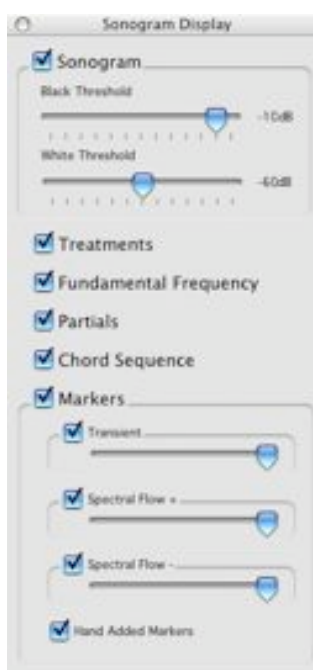 Sonogram Display
Sonogram
Black Threshold
-10dB
White Threshold
-60dB
Treatments
Fundamental Frequency
Partials
Chord Sequence
Markers
Transient
Spectral Flow +
Spectral Flow -
Hand Added Markers